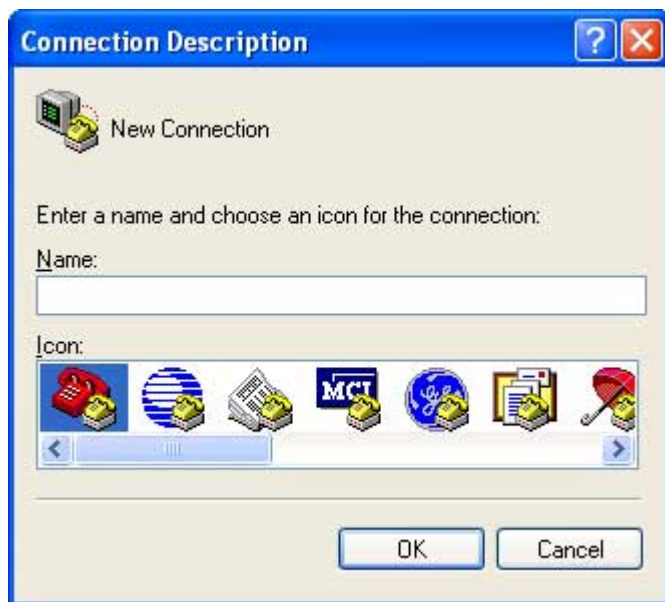 Connection Description
New Connection
Enter a name and choose an icon for the connection:
Name:
Icon:
MCI
OK
Cancel